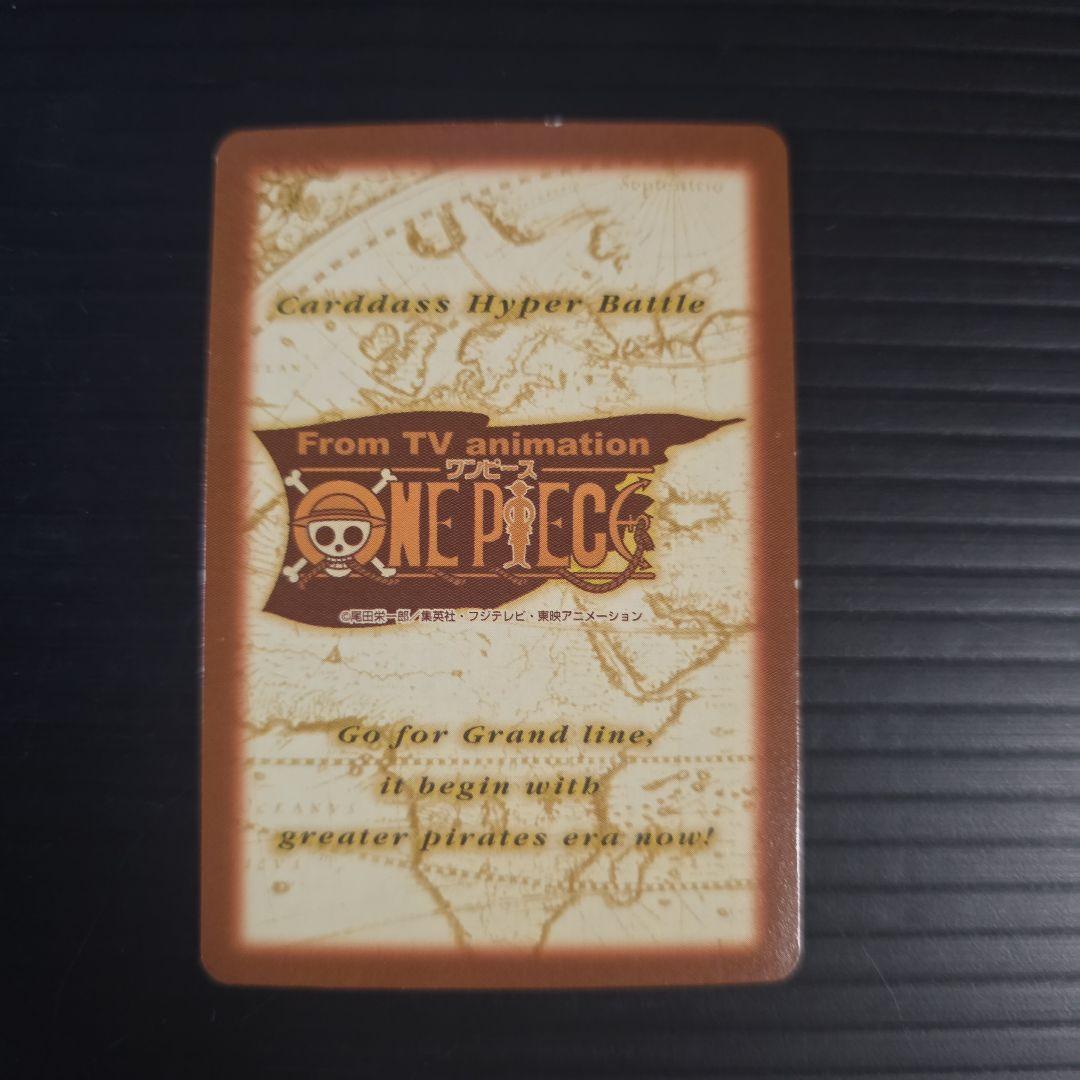 Septentrio
Carddass Hyper Battle
From TV animation
ワンピース
ONE PIECE
©尾田栄一郎／集英社・フジテレビ・東映アニメーション
Go for Grand line,
it begin with
greater pirates era now!